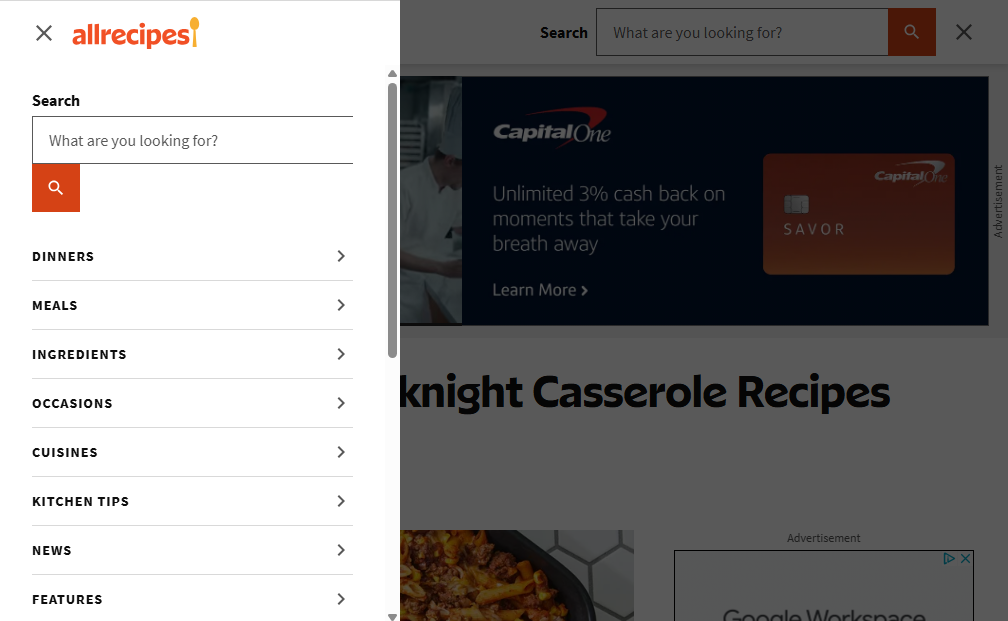 allrecipes
Search
What are you looking for?
DINNERS
MEALS
INGREDIENTS
OCCASIONS
CUISINES
KITCHEN TIPS
NEWS
FEATURES
Search
What are you looking for?
Capital One
Unlimited 3% cash back on
moments that take your
breath away
Learn More
Capital One
SAVOR
Advertisement
knight Casserole Recipes
Advertisement
Google Workspace